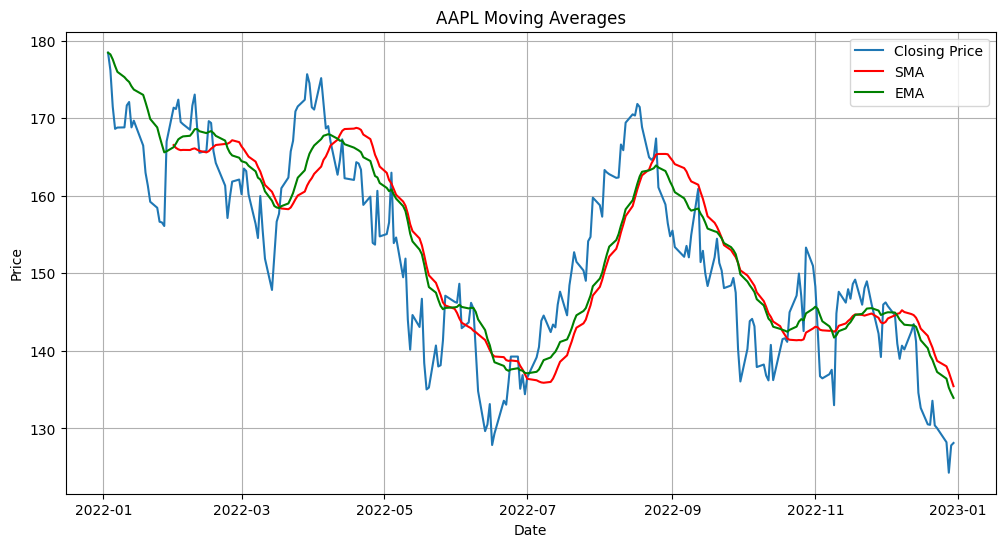 AAPL Moving Averages
Closing Price
SMA
EMA
Price
180
170
160
150
140
130
2022-01
2022-03
2022-05
2022-07
2022-09
2022-11
2023-01
Date